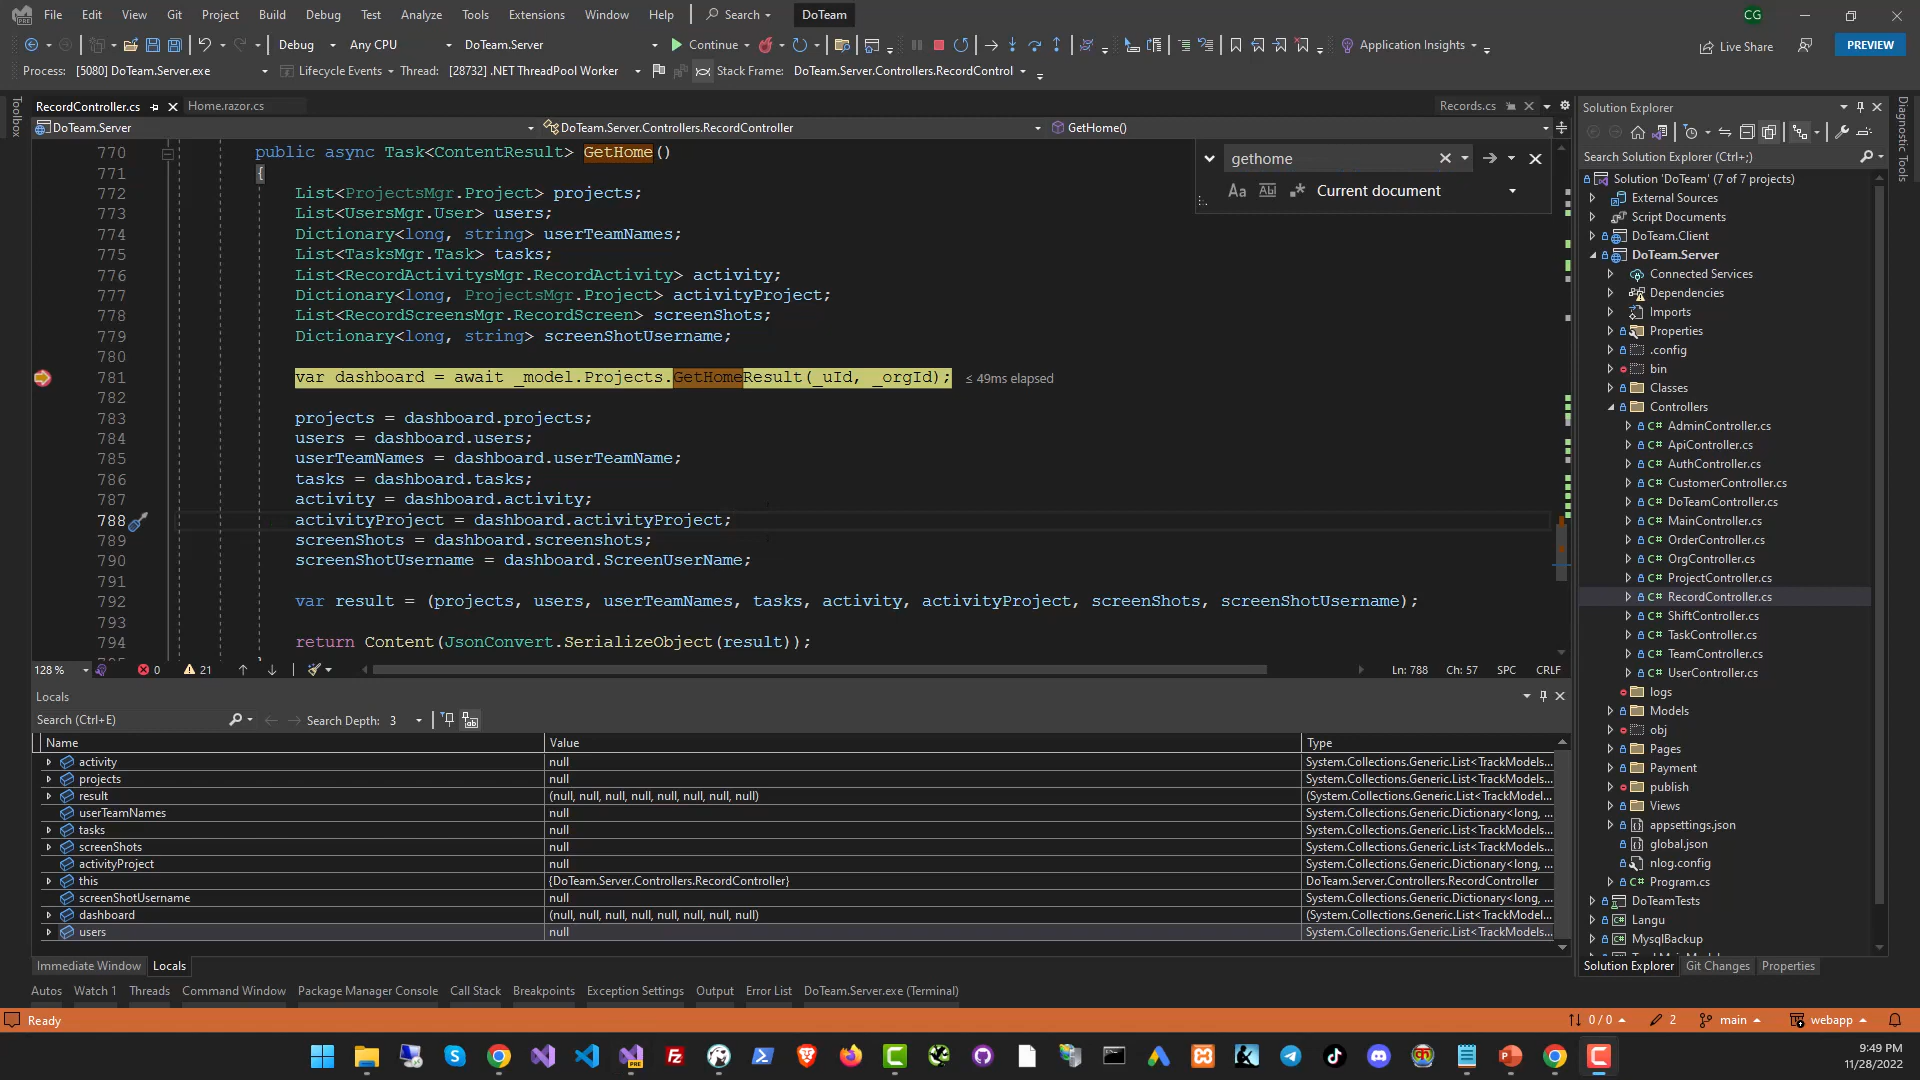 File Edit View Git Project Build Debug Test Analyze Tools Extensions Window Help Search DoTeam CG
Debug Any CPU DoTeam.Server Continue Application Insights Live Share PREVIEW
Process: [5080] DoTeam.Server.exe Lifecycle Events Thread: [28732] .NET ThreadPool Worker Stack Frame: DoTeam.Server.Controllers.RecordControl
Toolbox
RecordController.cs Home.razor.cs Records.cs
DoTeam.Server DoTeam.Server.Controllers.RecordController GetHome()
gethome
Current document
770 public async Task<ContentResult> GetHome()
771 {
772 List<ProjectsMgr.Project> projects;
773 List<UsersMgr.User> users;
774 Dictionary<long, string> userTeamNames;
775 List<TasksMgr.Task> tasks;
776 List<RecordActivitysMgr.RecordActivity> activity;
777 Dictionary<long, ProjectsMgr.Project> activityProject;
778 List<RecordScreensMgr.RecordScreen> screenShots;
779 Dictionary<long, string> screenShotUsername;
780
781 var dashboard = await _model.Projects.GetHomeResult(_uId, _orgId); ≤ 49ms elapsed
782
783 projects = dashboard.projects;
784 users = dashboard.users;
785 userTeamNames = dashboard.userTeamName;
786 tasks = dashboard.tasks;
787 activity = dashboard.activity;
788 activityProject = dashboard.activityProject;
789 screenShots = dashboard.screenshots;
790 screenShotUsername = dashboard.ScreenUserName;
791
792 var result = (projects, users, userTeamNames, tasks, activity, activityProject, screenShots, screenShotUsername);
793
794 return Content(JsonConvert.SerializeObject(result));
128 % 0 21 Ln: 788 Ch: 57 SPC CRLF
Locals
Search (Ctrl+E) Search Depth: 3
Name Value Type
activity null System.Collections.Generic.List<TrackModels...
projects null System.Collections.Generic.List<TrackModels...
result (null, null, null, null, null, null, null, null) (System.Collections.Generic.List<TrackModel...
userTeamNames null System.Collections.Generic.Dictionary<long, ...
tasks null System.Collections.Generic.List<TrackModels...
screenShots null System.Collections.Generic.List<TrackModels...
activityProject null System.Collections.Generic.Dictionary<long, ...
this {DoTeam.Server.Controllers.RecordController} DoTeam.Server.Controllers.RecordController
screenShotUsername null System.Collections.Generic.Dictionary<long, ...
dashboard (null, null, null, null, null, null, null, null) (System.Collections.Generic.List<TrackModel...
users null System.Collections.Generic.List<TrackModels...
Immediate Window Locals
Autos Watch 1 Threads Command Window Package Manager Console Call Stack Breakpoints Exception Settings Output Error List DoTeam.Server.exe (Terminal)
Solution Explorer
Search Solution Explorer (Ctrl+;)
Solution 'DoTeam' (7 of 7 projects)
External Sources
Script Documents
DoTeam.Client
DoTeam.Server
Connected Services
Dependencies
Imports
Properties
.config
bin
Classes
Controllers
C# AdminController.cs
C# ApiController.cs
C# AuthController.cs
C# CustomerController.cs
C# DoTeamController.cs
C# MainController.cs
C# OrderController.cs
C# OrgController.cs
C# ProjectController.cs
C# RecordController.cs
C# ShiftController.cs
C# TaskController.cs
C# TeamController.cs
C# UserController.cs
logs
Models
obj
Pages
Payment
publish
Views
appsettings.json
global.json
nlog.config
C# Program.cs
DoTeamTests
C# Langu
C# MysqlBackup
Solution Explorer Git Changes Properties
Diagnostic Tools
Ready 0 / 0 2 main webapp
9:49 PM
11/28/2022